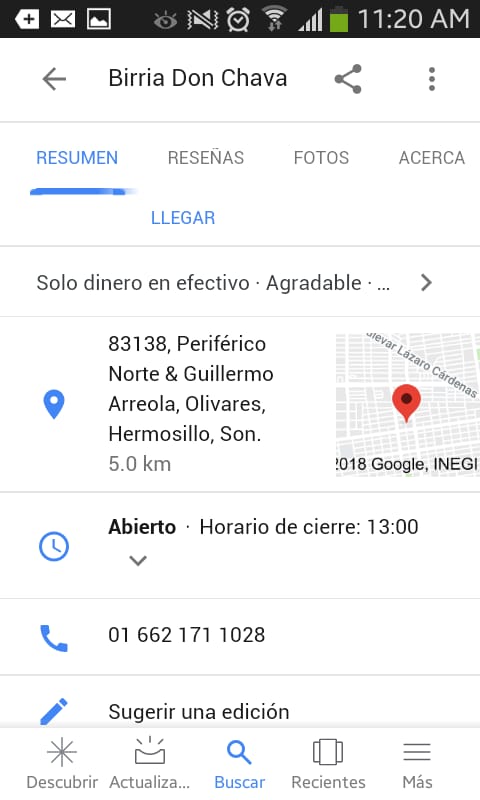 11:20 AM
Birria Don Chava
RESUMEN
RESEÑAS
FOTOS
ACERCA
LLEGAR
Solo dinero en efectivo · Agradable · ...
83138, Periférico
Norte & Guillermo
Arreola, Olivares,
Hermosillo, Son.
5.0 km
levar Lázaro Cárdenas
2018 Google, INEGI
Abierto · Horario de cierre: 13:00
01 662 171 1028
Sugerir una edición
Descubrir
Actualiza...
Buscar
Recientes
Más